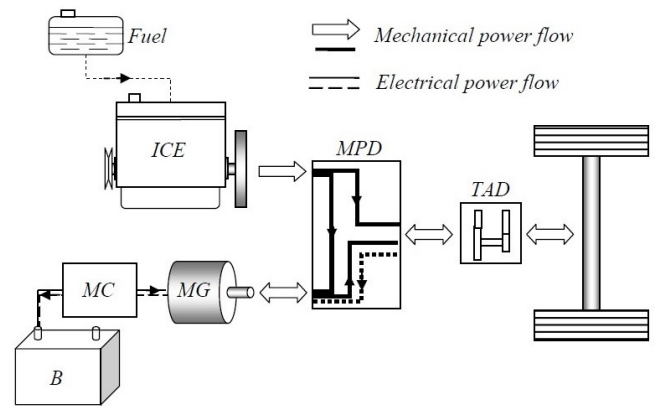 Fuel
Mechanical power flow
Electrical power flow
ICE
MPD
TAD
MC
MG
B